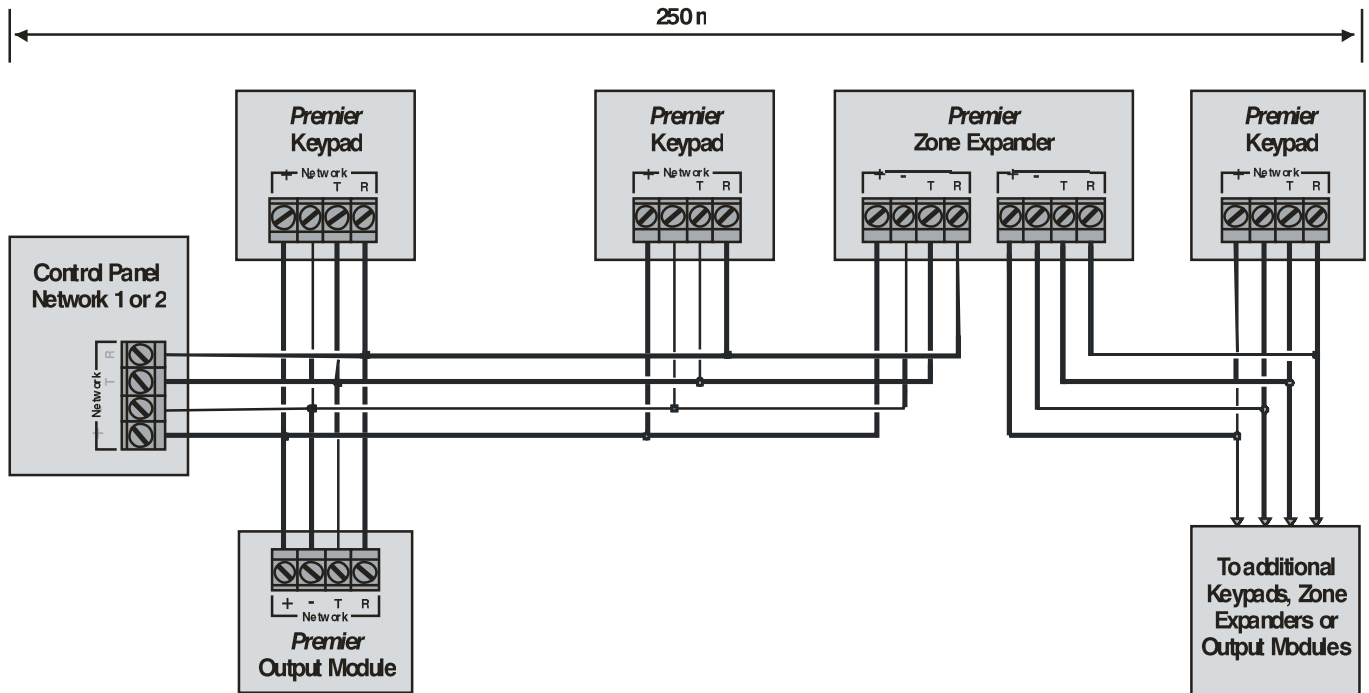 250 m
Premier
Keypad
+ Network -
T R
Premier
Keypad
+ Network
T R
Premier
Zone Expander
+ - T R
+ - T R
Premier
Keypad
+ Network
T R
Control Panel
Network 1 or 2
R
T
Network
+ - T R
Network
Premier
Output Module
To additional
Keypads, Zone
Expanders or
Output Modules